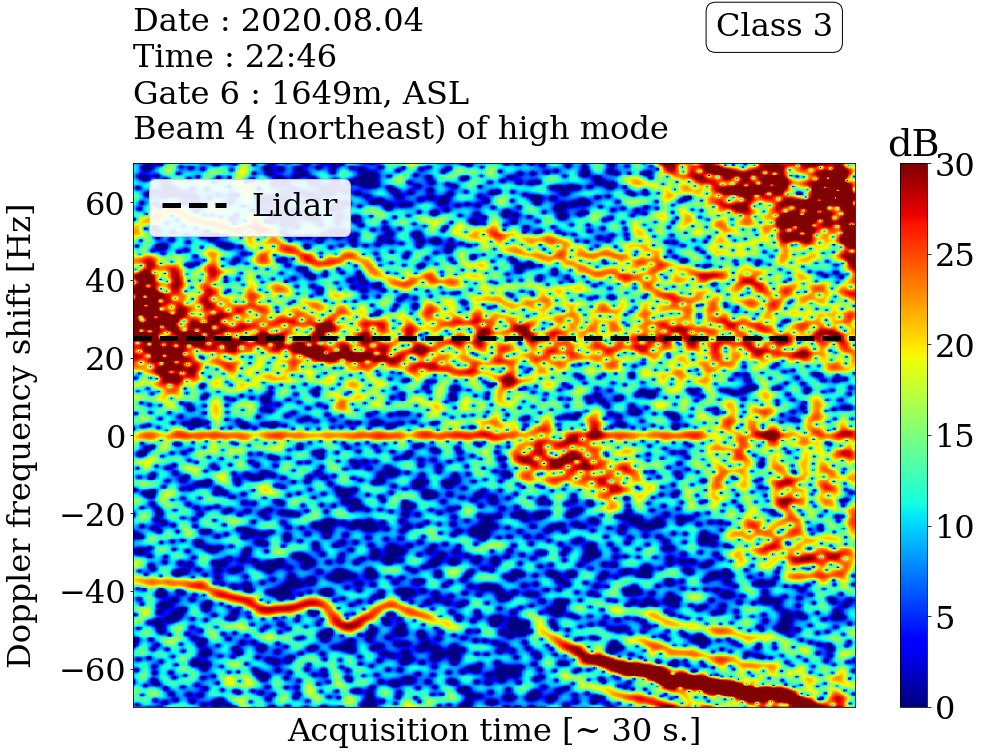 Date : 2020.08.04
Time : 22:46
Gate 6 : 1649m, ASL
Beam 4 (northeast) of high mode
Class 3
dB
Lidar
Doppler frequency shift [Hz]
60
40
20
0
−20
−40
−60
30
25
20
15
10
5
0
Acquisition time [~ 30 s.]